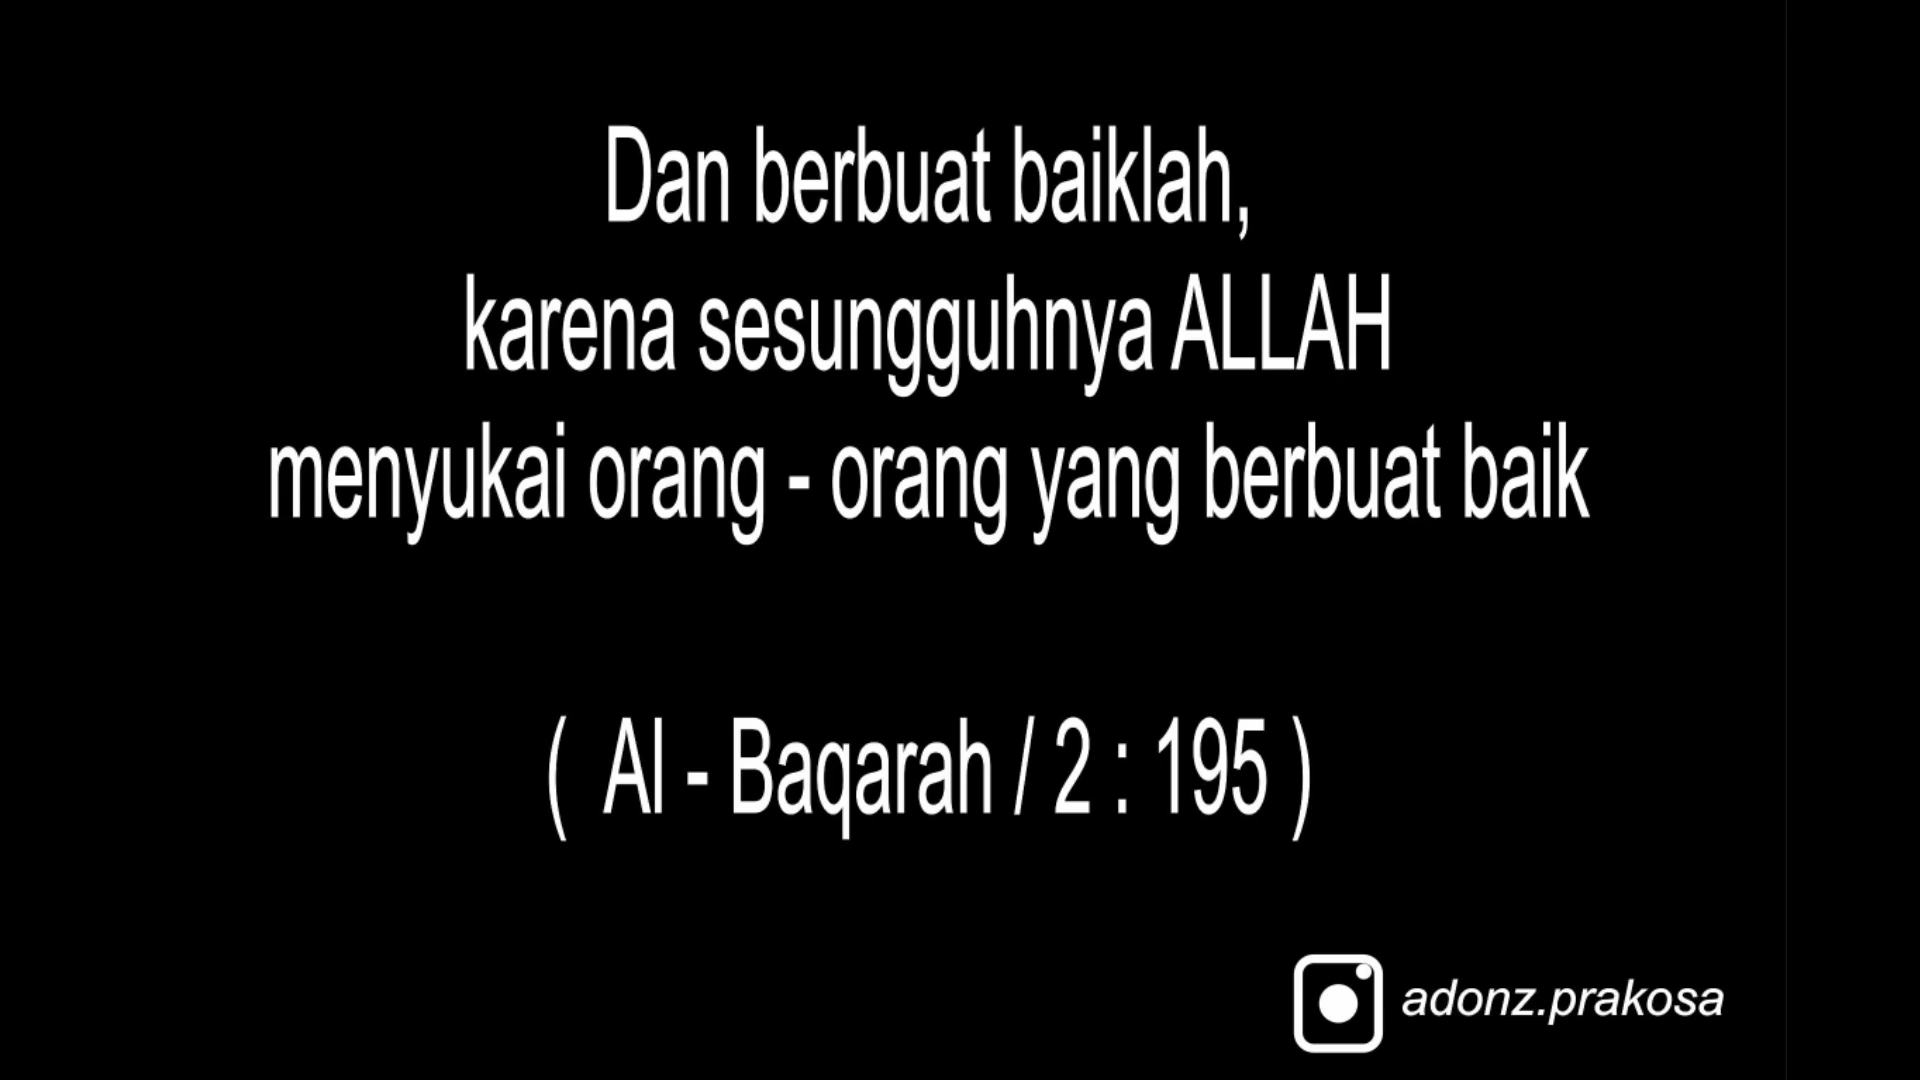 Dan berbuat baiklah,
karena sesungguhnya ALLAH
menyukai orang - orang yang berbuat baik
( Al - Baqarah / 2 : 195 )
adonz.prakosa